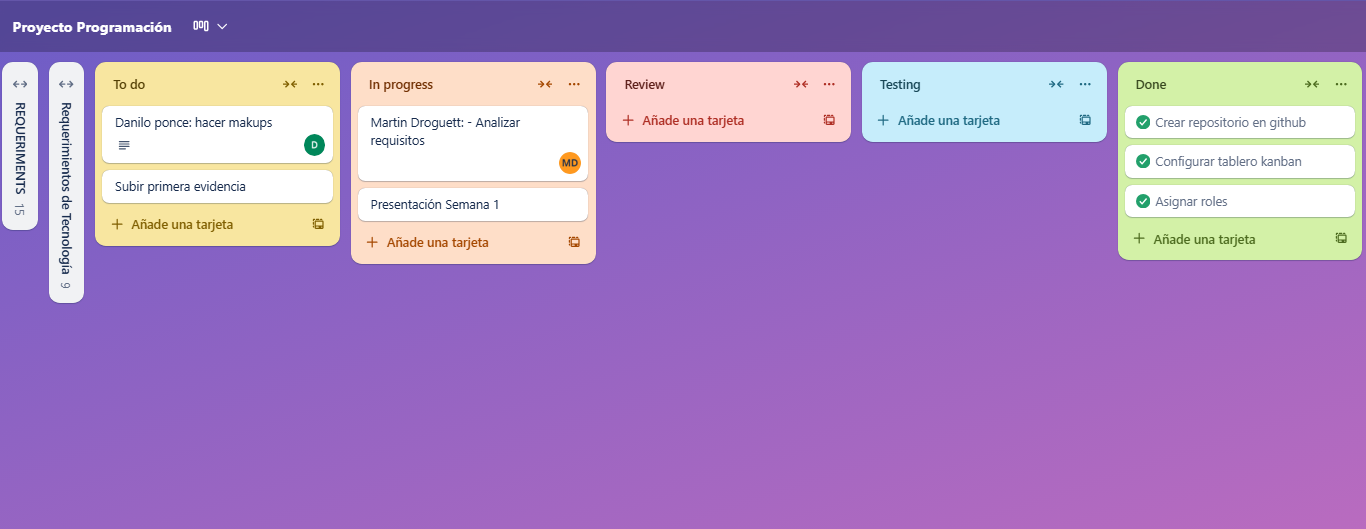 Proyecto Programación
REQUERIMENTS 15
Requerimientos de Tecnología 9
To do
Danilo ponce: hacer makups
D
Subir primera evidencia
Añade una tarjeta
In progress
Martin Droguett: - Analizar
requisitos
MD
Presentación Semana 1
Añade una tarjeta
Review
Añade una tarjeta
Testing
Añade una tarjeta
Done
Crear repositorio en github
Configurar tablero kanban
Asignar roles
Añade una tarjeta